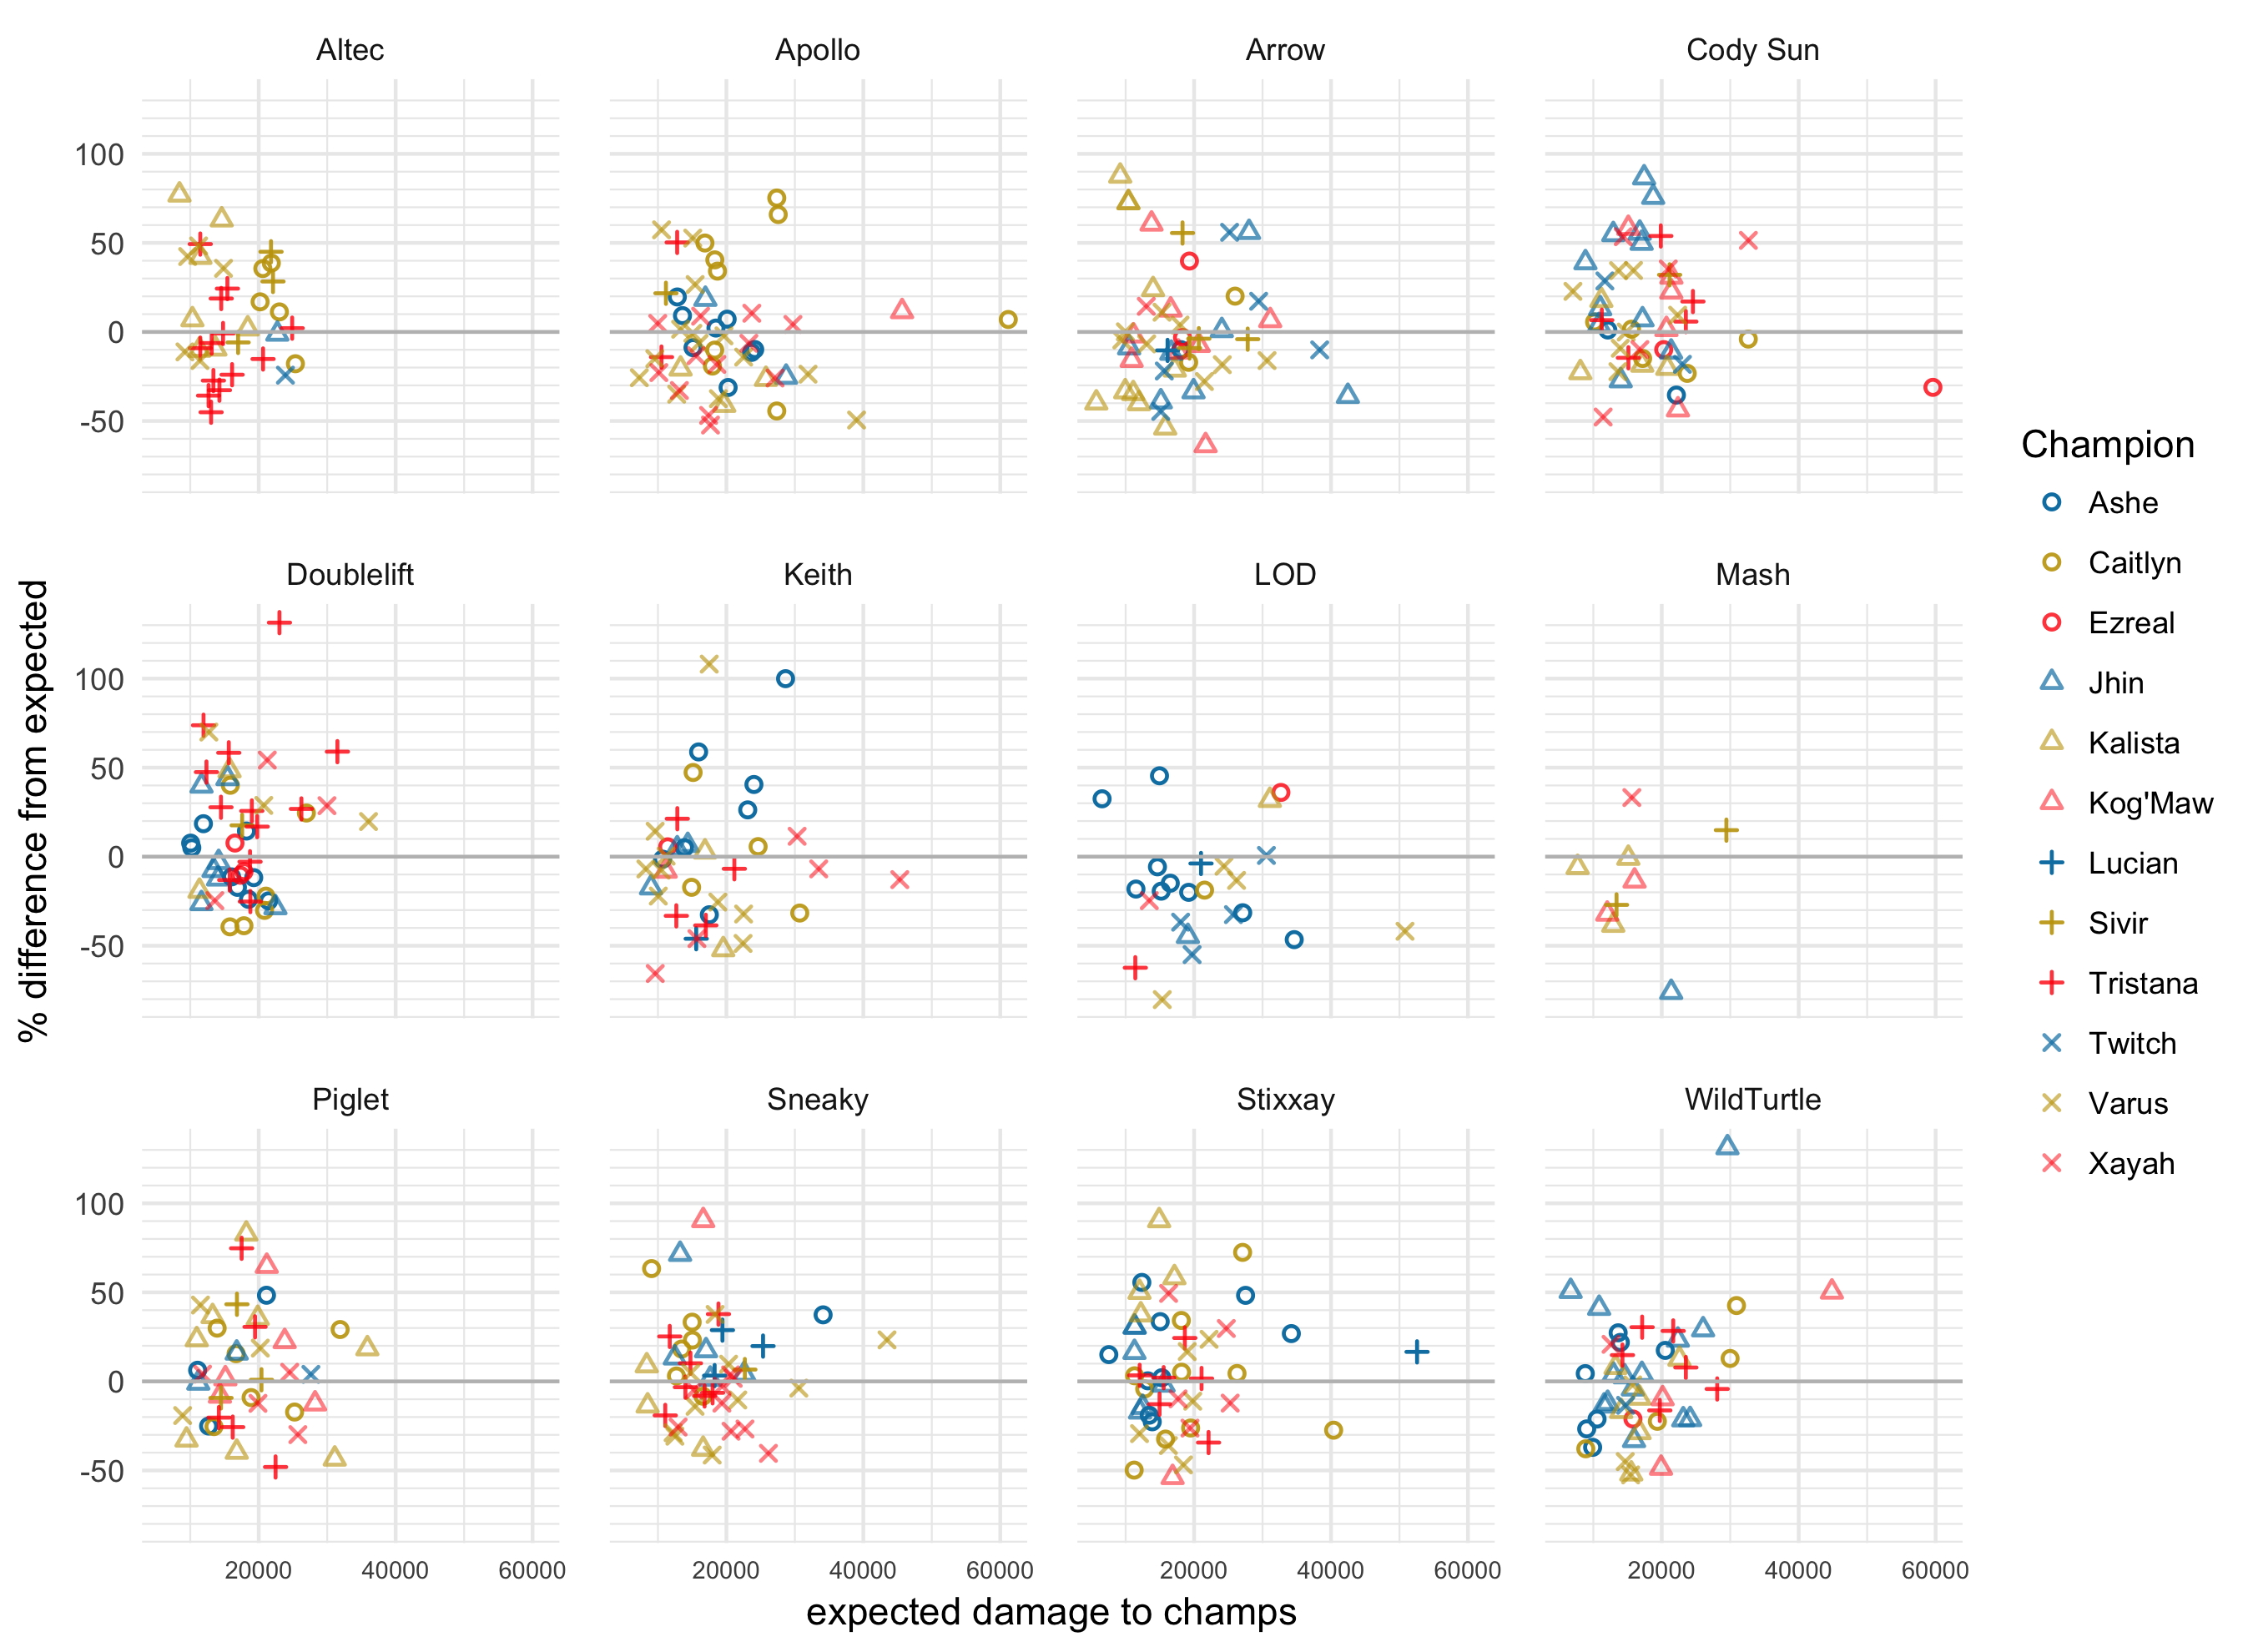 Altec Apollo Arrow Cody Sun
100
50
0
-50
Doublelift Keith LOD Mash
100
50
0
-50
Piglet Sneaky Stixxay WildTurtle
100
50
0
-50
20000 40000 60000 20000 40000 60000 20000 40000 60000 20000 40000 60000
expected damage to champs
% difference from expected
Champion
Ashe
Caitlyn
Ezreal
Jhin
Kalista
Kog'Maw
Lucian
Sivir
Tristana
Twitch
Varus
Xayah